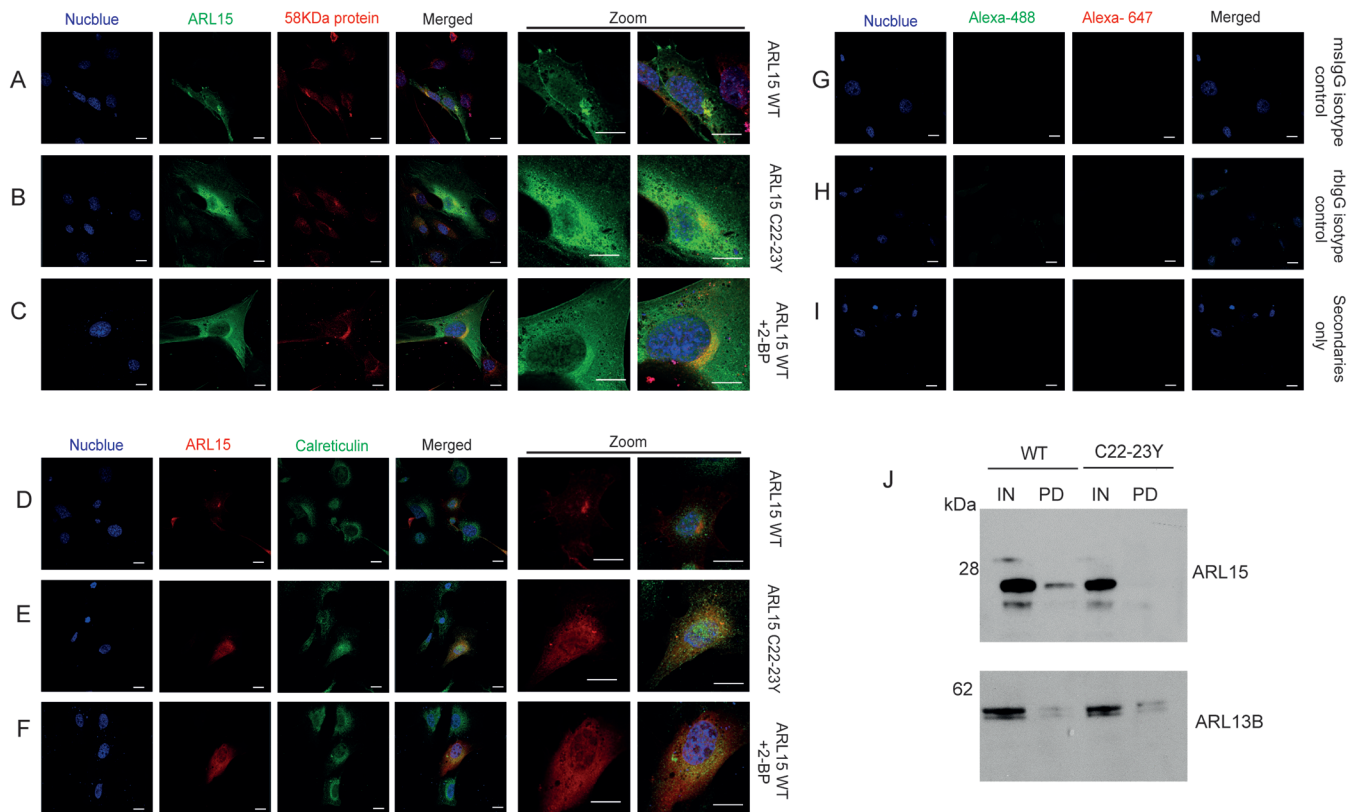 Nucblue ARL15 58KDa protein Merged Zoom
A
ARL15 WT
B
ARL15 C22-23Y
C
ARL15 WT
+2-BP
Nucblue Alexa-488 Alexa- 647 Merged
G
msIgG isotype
control
H
rbIgG isotype
control
I
Secondaries
only
Nucblue ARL15 Calreticulin Merged Zoom
D
ARL15 WT
E
ARL15 C22-23Y
F
ARL15 WT
+2-BP
J
WT C22-23Y
IN PD IN PD
kDa
28
ARL15
62
ARL13B